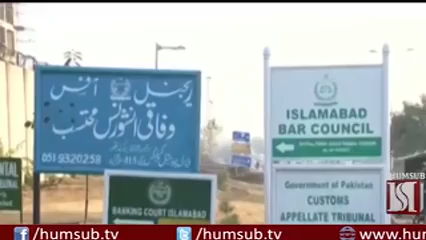 ریجنل آفس
وفاقی انشورنس محتسب
051 9320258
ISLAMABAD
BAR COUNCIL
Government of Pakistan
CUSTOMS
APPELLATE TRIBUNAL
BANKING COURT ISLAMABAD
HUMSUB
/humsub.tv
/humsubtv
/humsub.tv